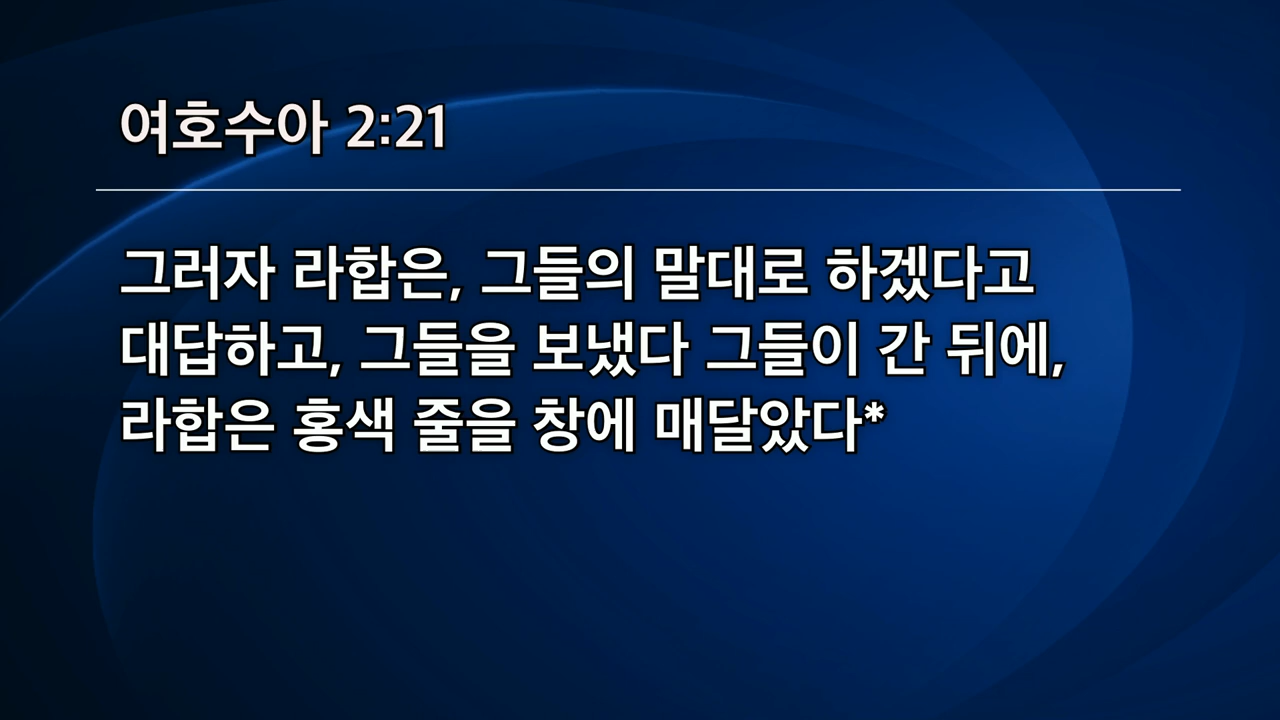 여호수아 2:21
그러자 라합은, 그들의 말대로 하겠다고
대답하고, 그들을 보냈다 그들이 간 뒤에,
라합은 홍색 줄을 창에 매달았다*